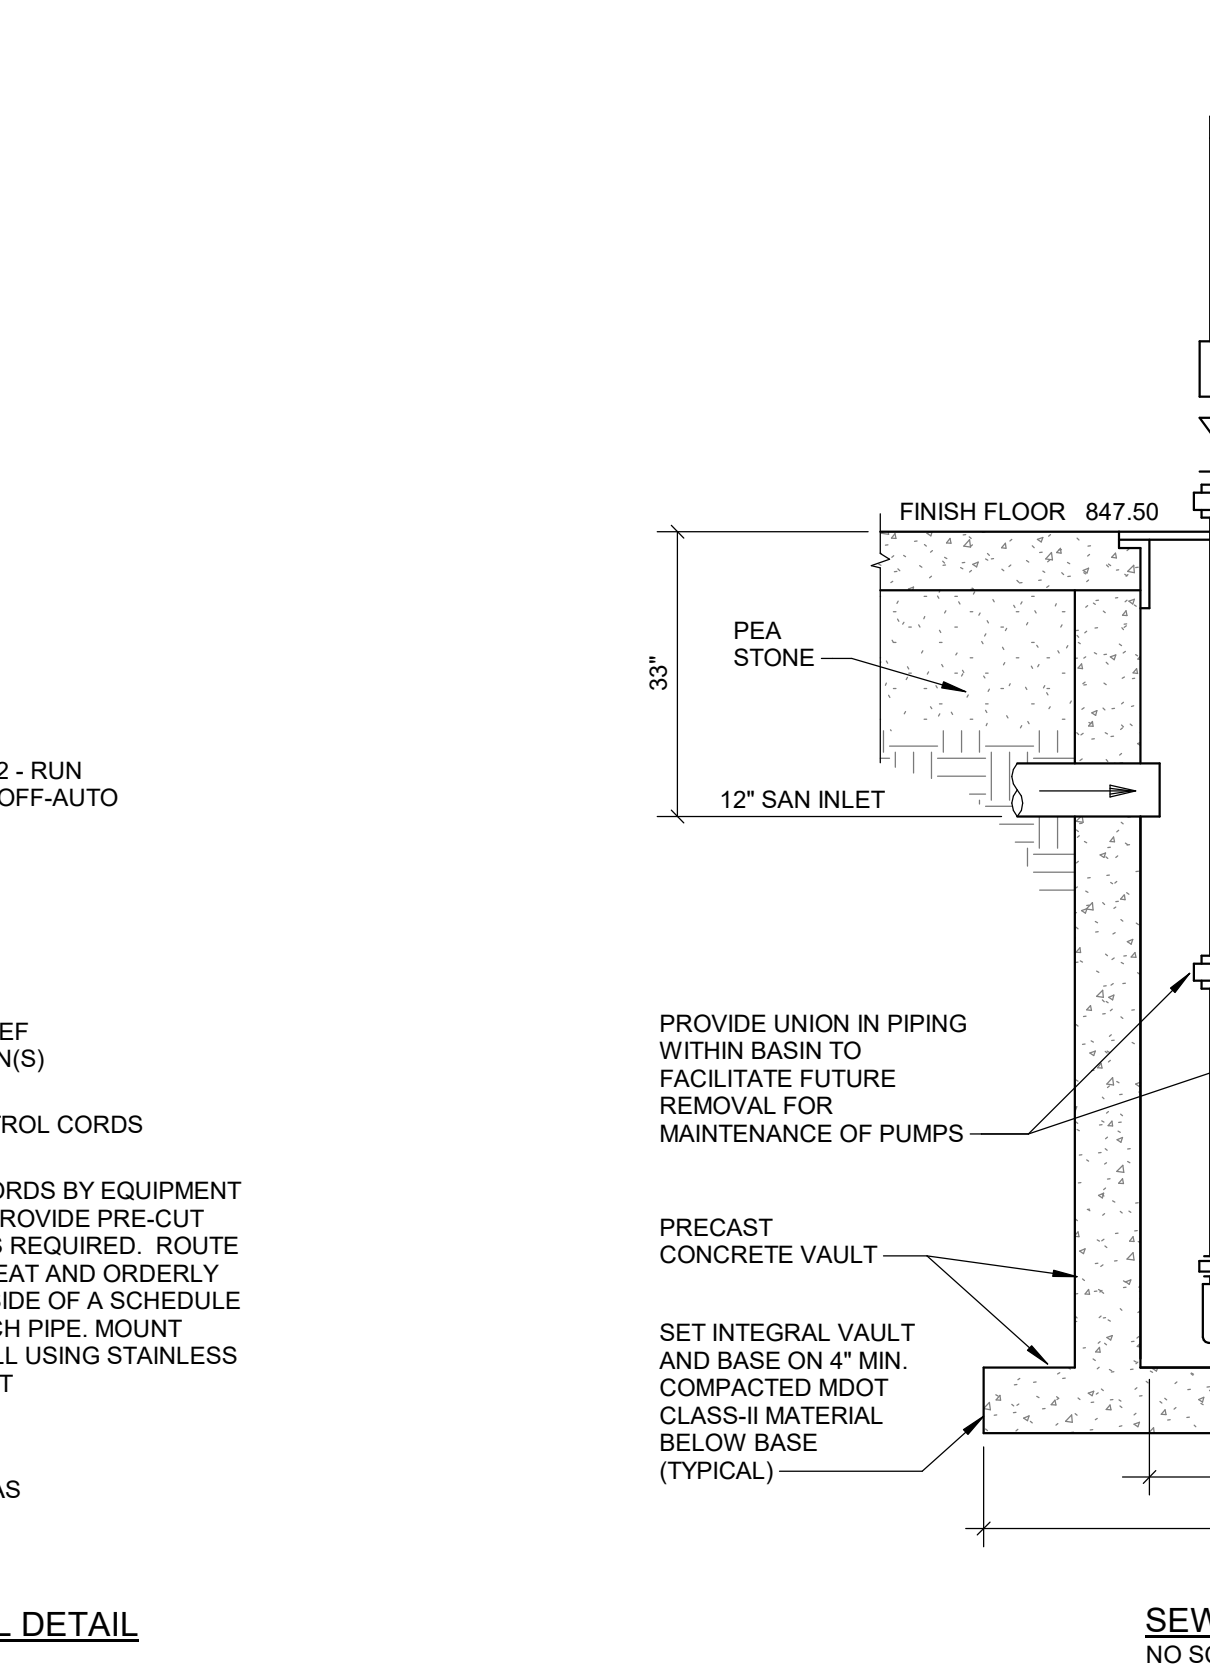 2 - RUN
OFF-AUTO
EF
N(S)
TROL CORDS
ORDS BY EQUIPMENT
PROVIDE PRE-CUT
S REQUIRED. ROUTE
EAT AND ORDERLY
SIDE OF A SCHEDULE
CH PIPE. MOUNT
LL USING STAINLESS
T
AS
L DETAIL
FINISH FLOOR 847.50
33"
PEA
STONE
12" SAN INLET
PROVIDE UNION IN PIPING
WITHIN BASIN TO
FACILITATE FUTURE
REMOVAL FOR
MAINTENANCE OF PUMPS
PRECAST
CONCRETE VAULT
SET INTEGRAL VAULT
AND BASE ON 4" MIN.
COMPACTED MDOT
CLASS-II MATERIAL
BELOW BASE
(TYPICAL)
SEW
NO SC